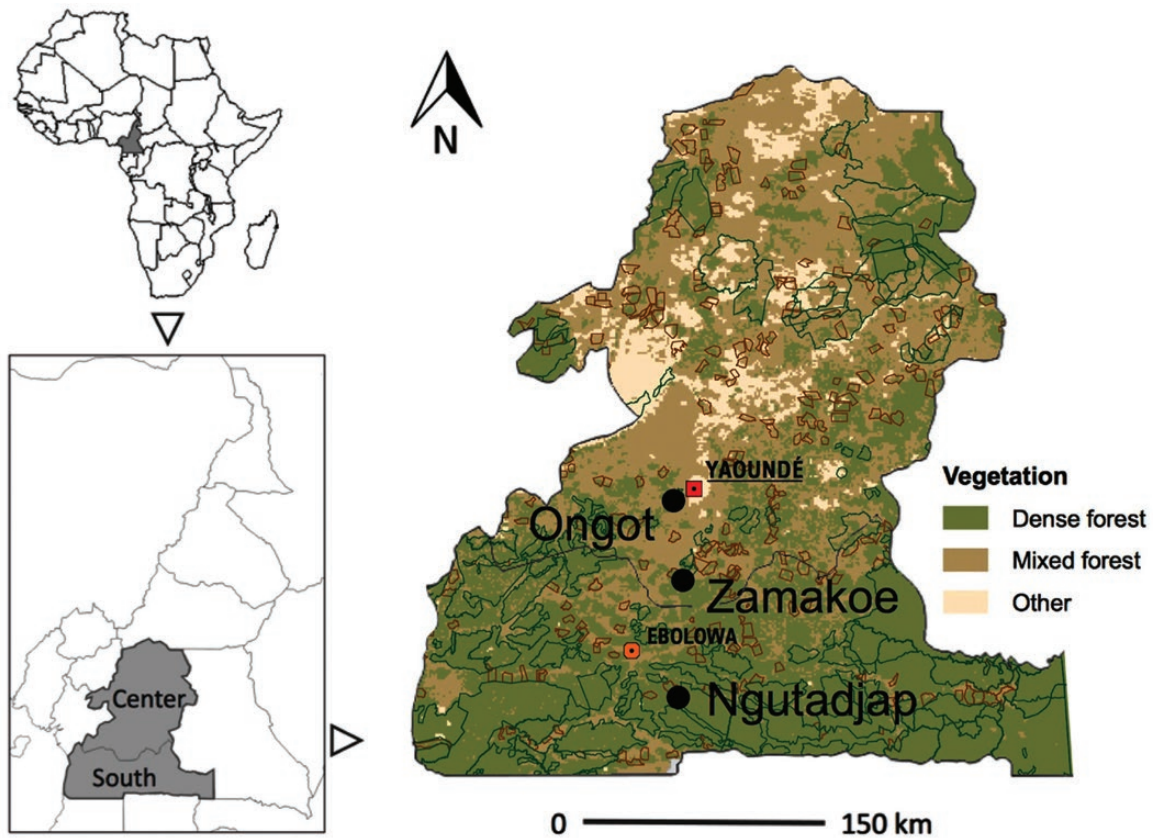 N
Center
South
YAOUNDÉ
Ongot
Zamakoe
EBOLOWA
Ngutadjap
Vegetation
Dense forest
Mixed forest
Other
0 150 km